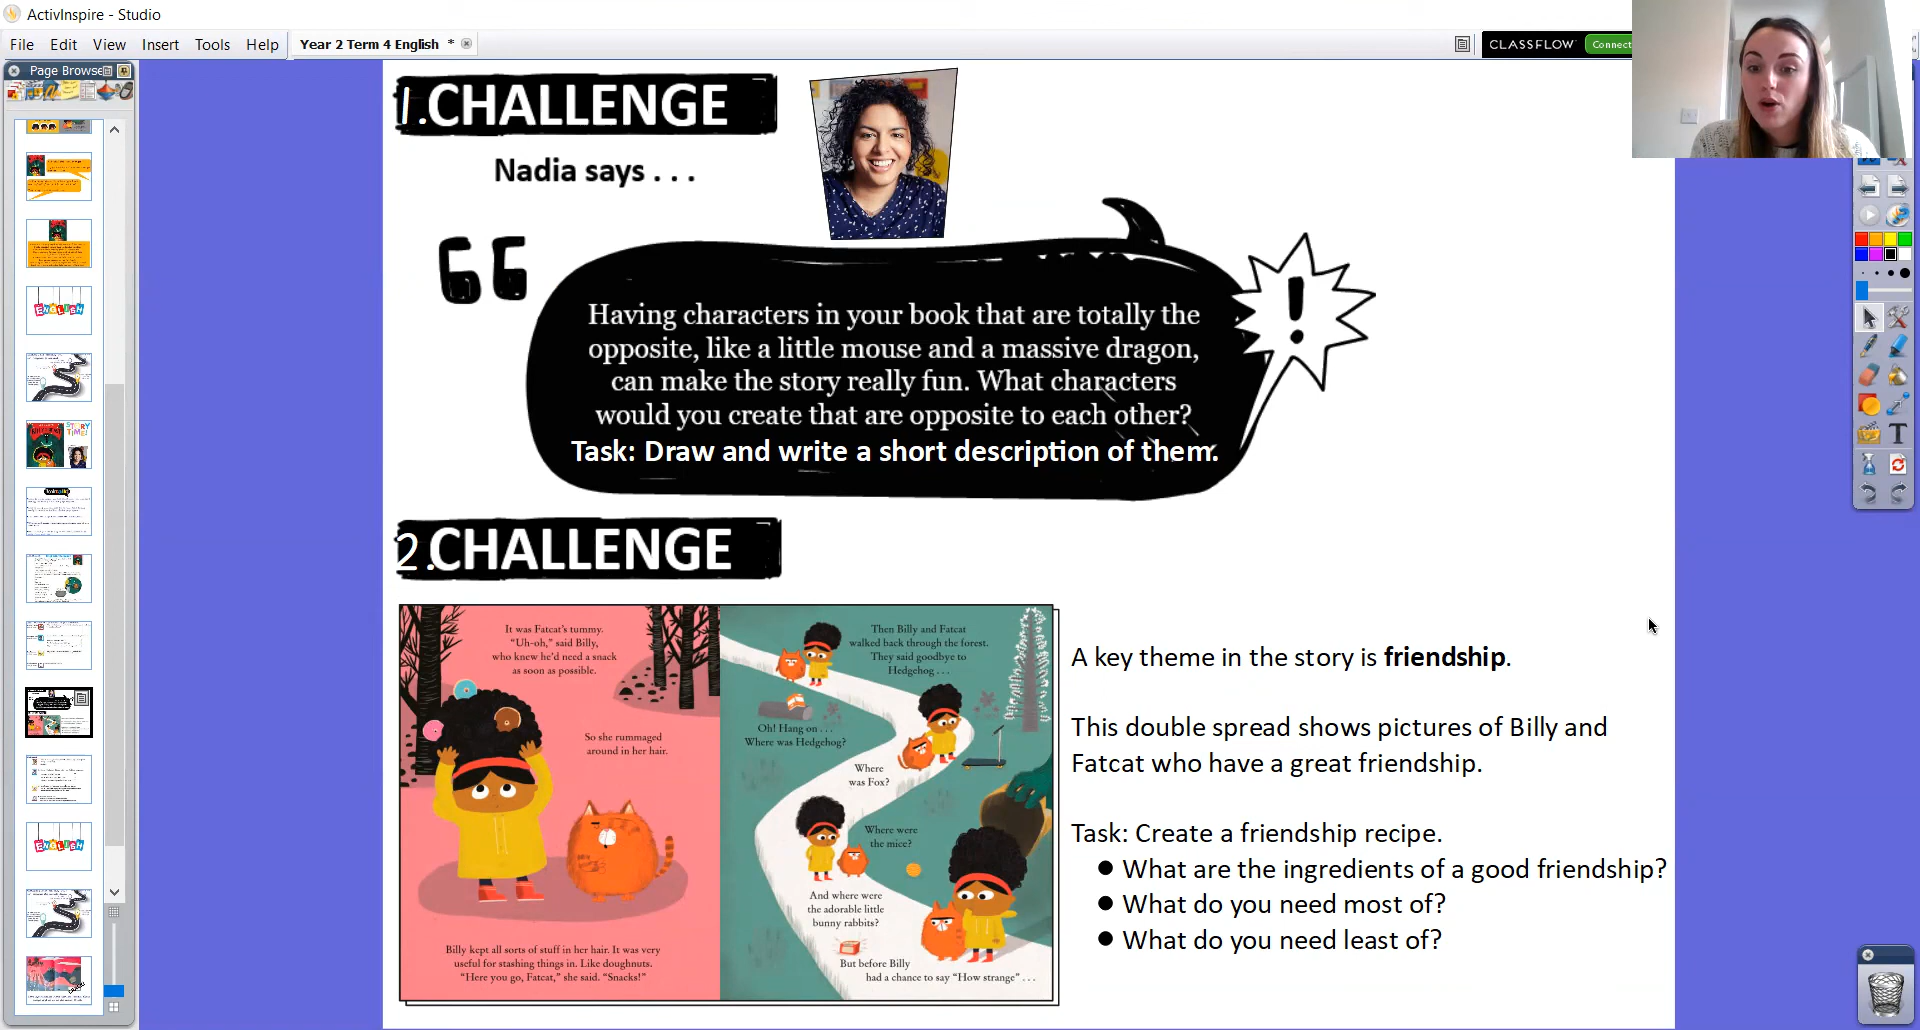 ActivInspire - Studio
File Edit View Insert Tools Help
Year 2 Term 4 English *
CLASSFLOW Connect
Page Browse
1.CHALLENGE
Nadia says . . .
Having characters in your book that are totally the
opposite, like a little mouse and a massive dragon,
can make the story really fun. What characters
would you create that are opposite to each other?
Task: Draw and write a short description of them.
2.CHALLENGE
It was Fatcat's tummy.
"Uh-oh," said Billy,
who knew he'd need a snack
as soon as possible.
So she rummaged
around in her hair.
Billy kept all sorts of stuff in her hair. It was very
useful for stashing things in. Like doughnuts.
"Here you go, Fatcat," she said. "Snacks!"
Then Billy and Fatcat
walked back through the forest.
They said goodbye to
Hedgehog . . .
Oh! Hang on . . .
Where was Hedgehog?
Where
was Fox?
Where were
the mice?
And where were
the adorable little
bunny rabbits?
But before Billy
had a chance to say "How strange" . . .
A key theme in the story is friendship.
This double spread shows pictures of Billy and
Fatcat who have a great friendship.
Task: Create a friendship recipe.
● What are the ingredients of a good friendship?
● What do you need most of?
● What do you need least of?
ENGLISH
STORY
TIME!
ENGLISH